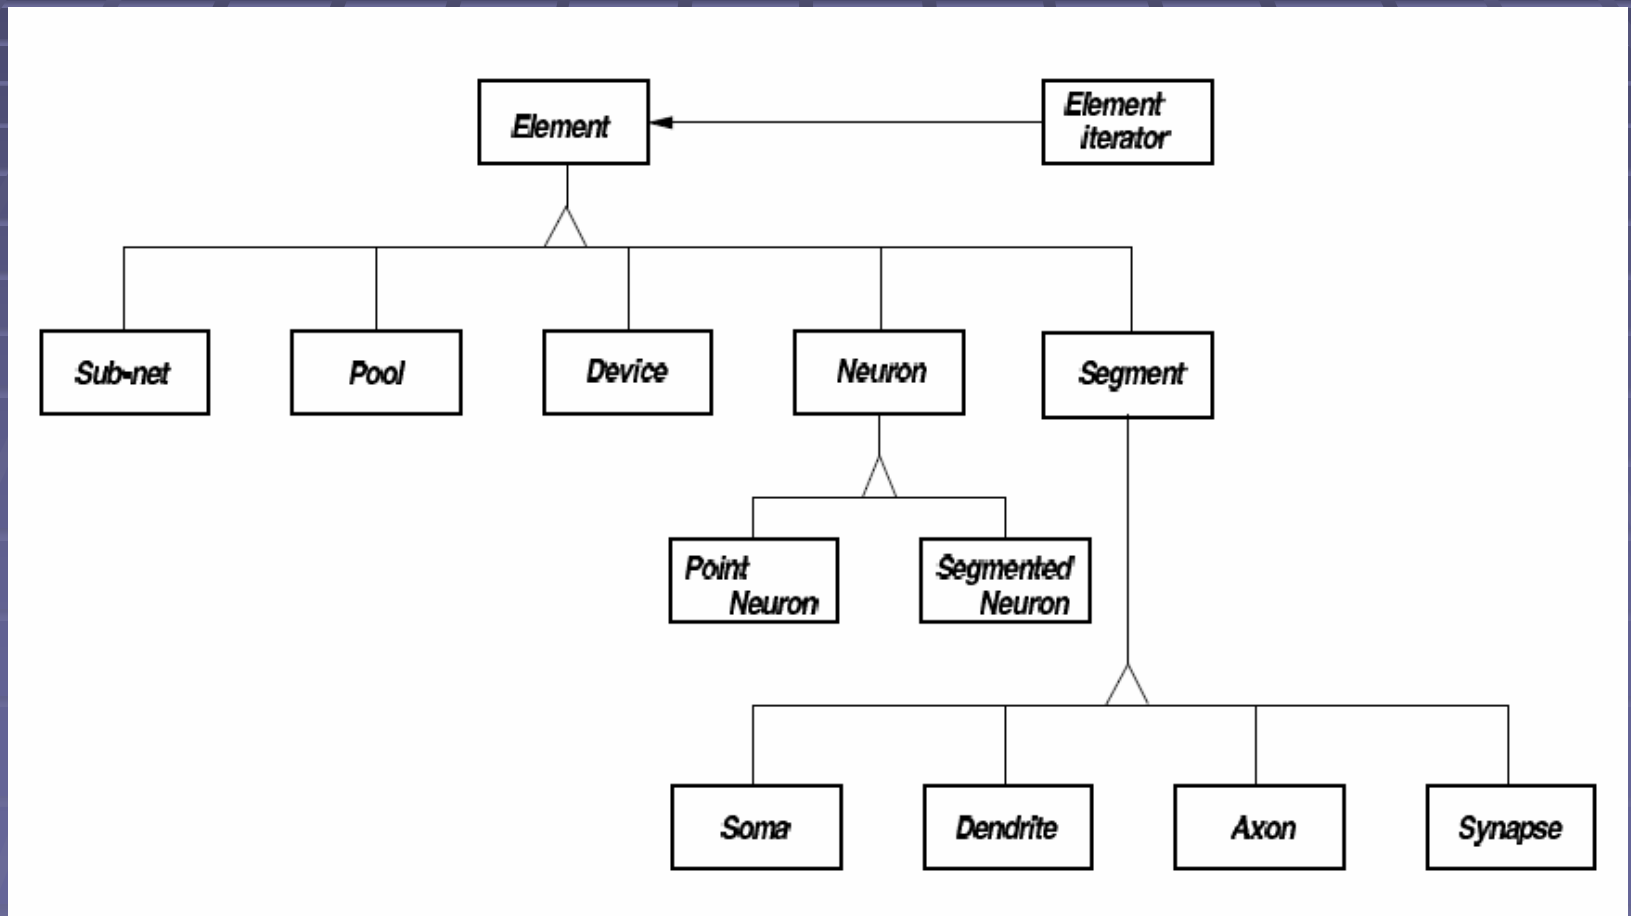 Element
Element
iterator
Sub-net
Pool
Device
Neuron
Segment
Point
Neuron
Segmented
Neuron
Soma
Dendrite
Axon
Synapse